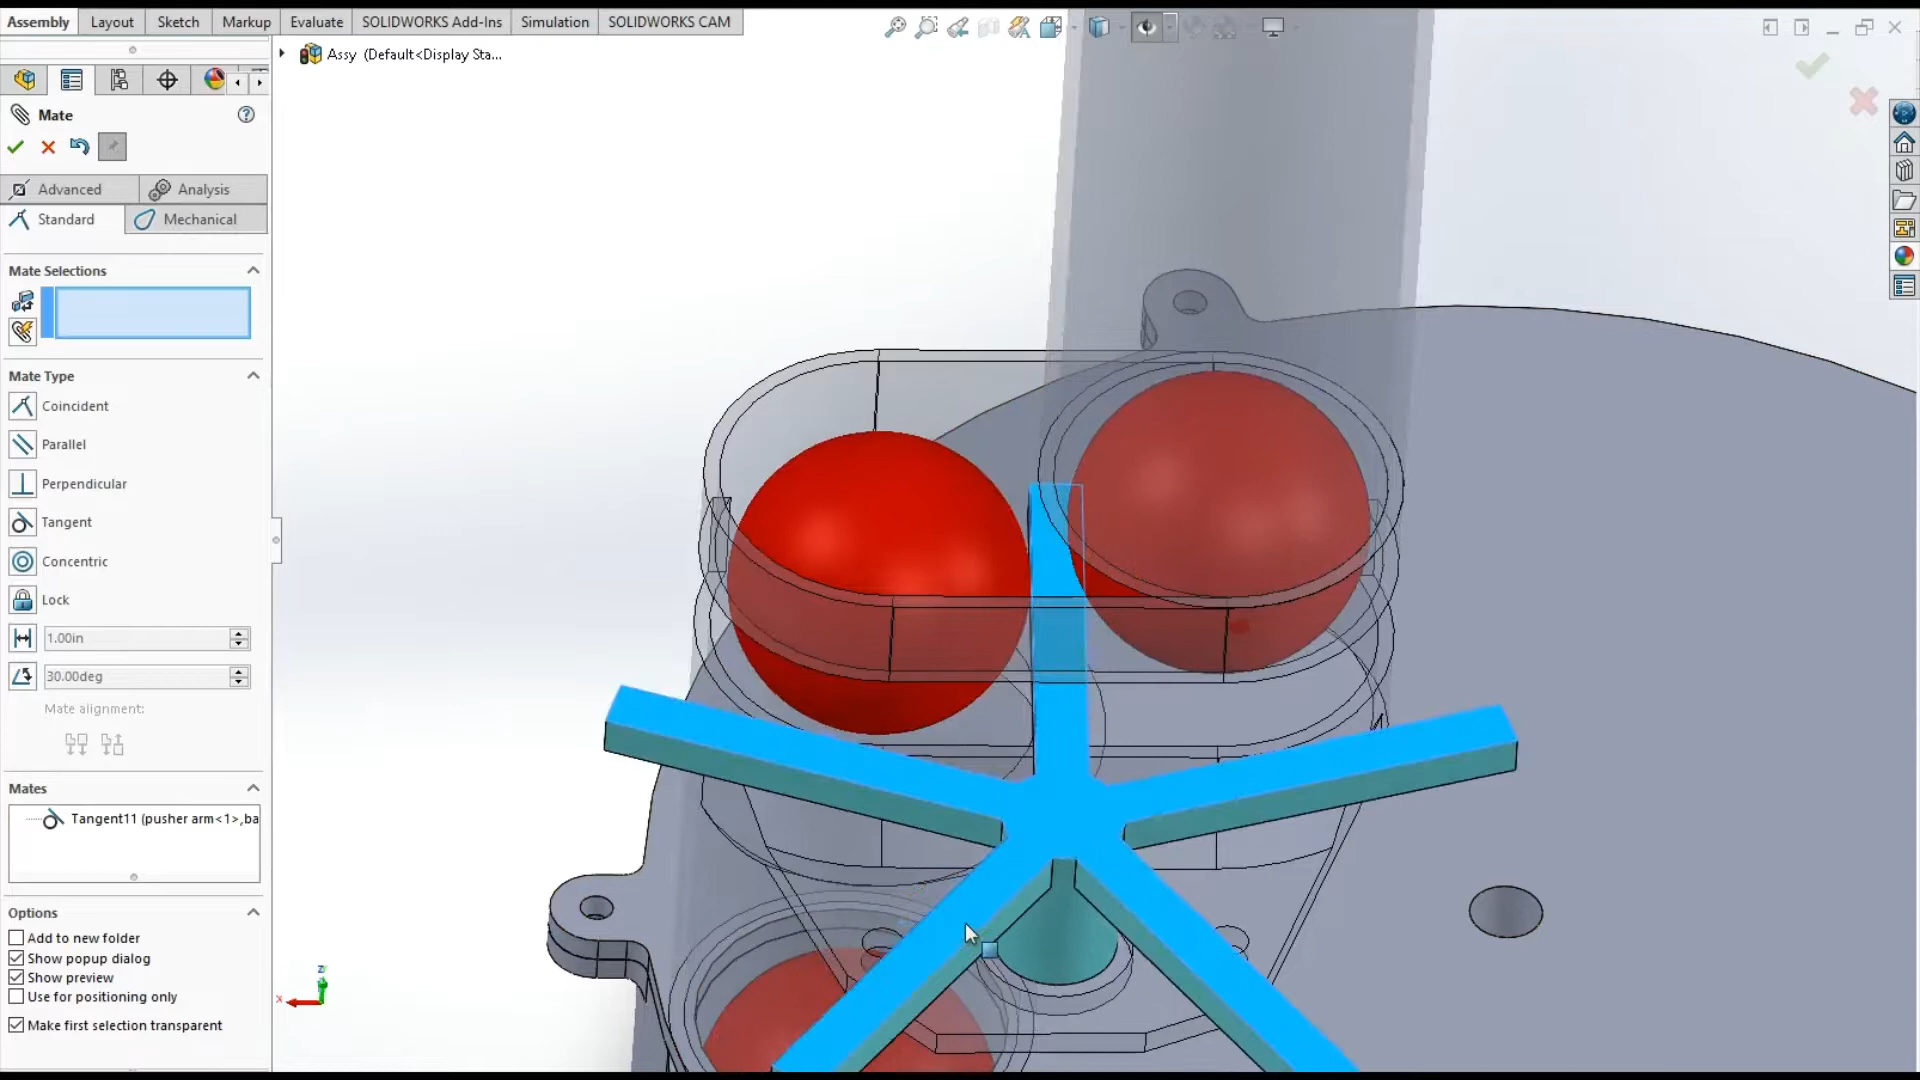 Assembly Layout Sketch Markup Evaluate SOLIDWORKS Add-Ins Simulation SOLIDWORKS CAM
Assy (Default<Display Sta...
Mate
Advanced Analysis
Standard Mechanical
Mate Selections
Mate Type
Coincident
Parallel
Perpendicular
Tangent
Concentric
Lock
1.00in
30.00deg
Mate alignment:
Mates
Tangent11 (pusher arm<1>,ba
Options
Add to new folder
Show popup dialog
Show preview
Use for positioning only
Make first selection transparent
z
x